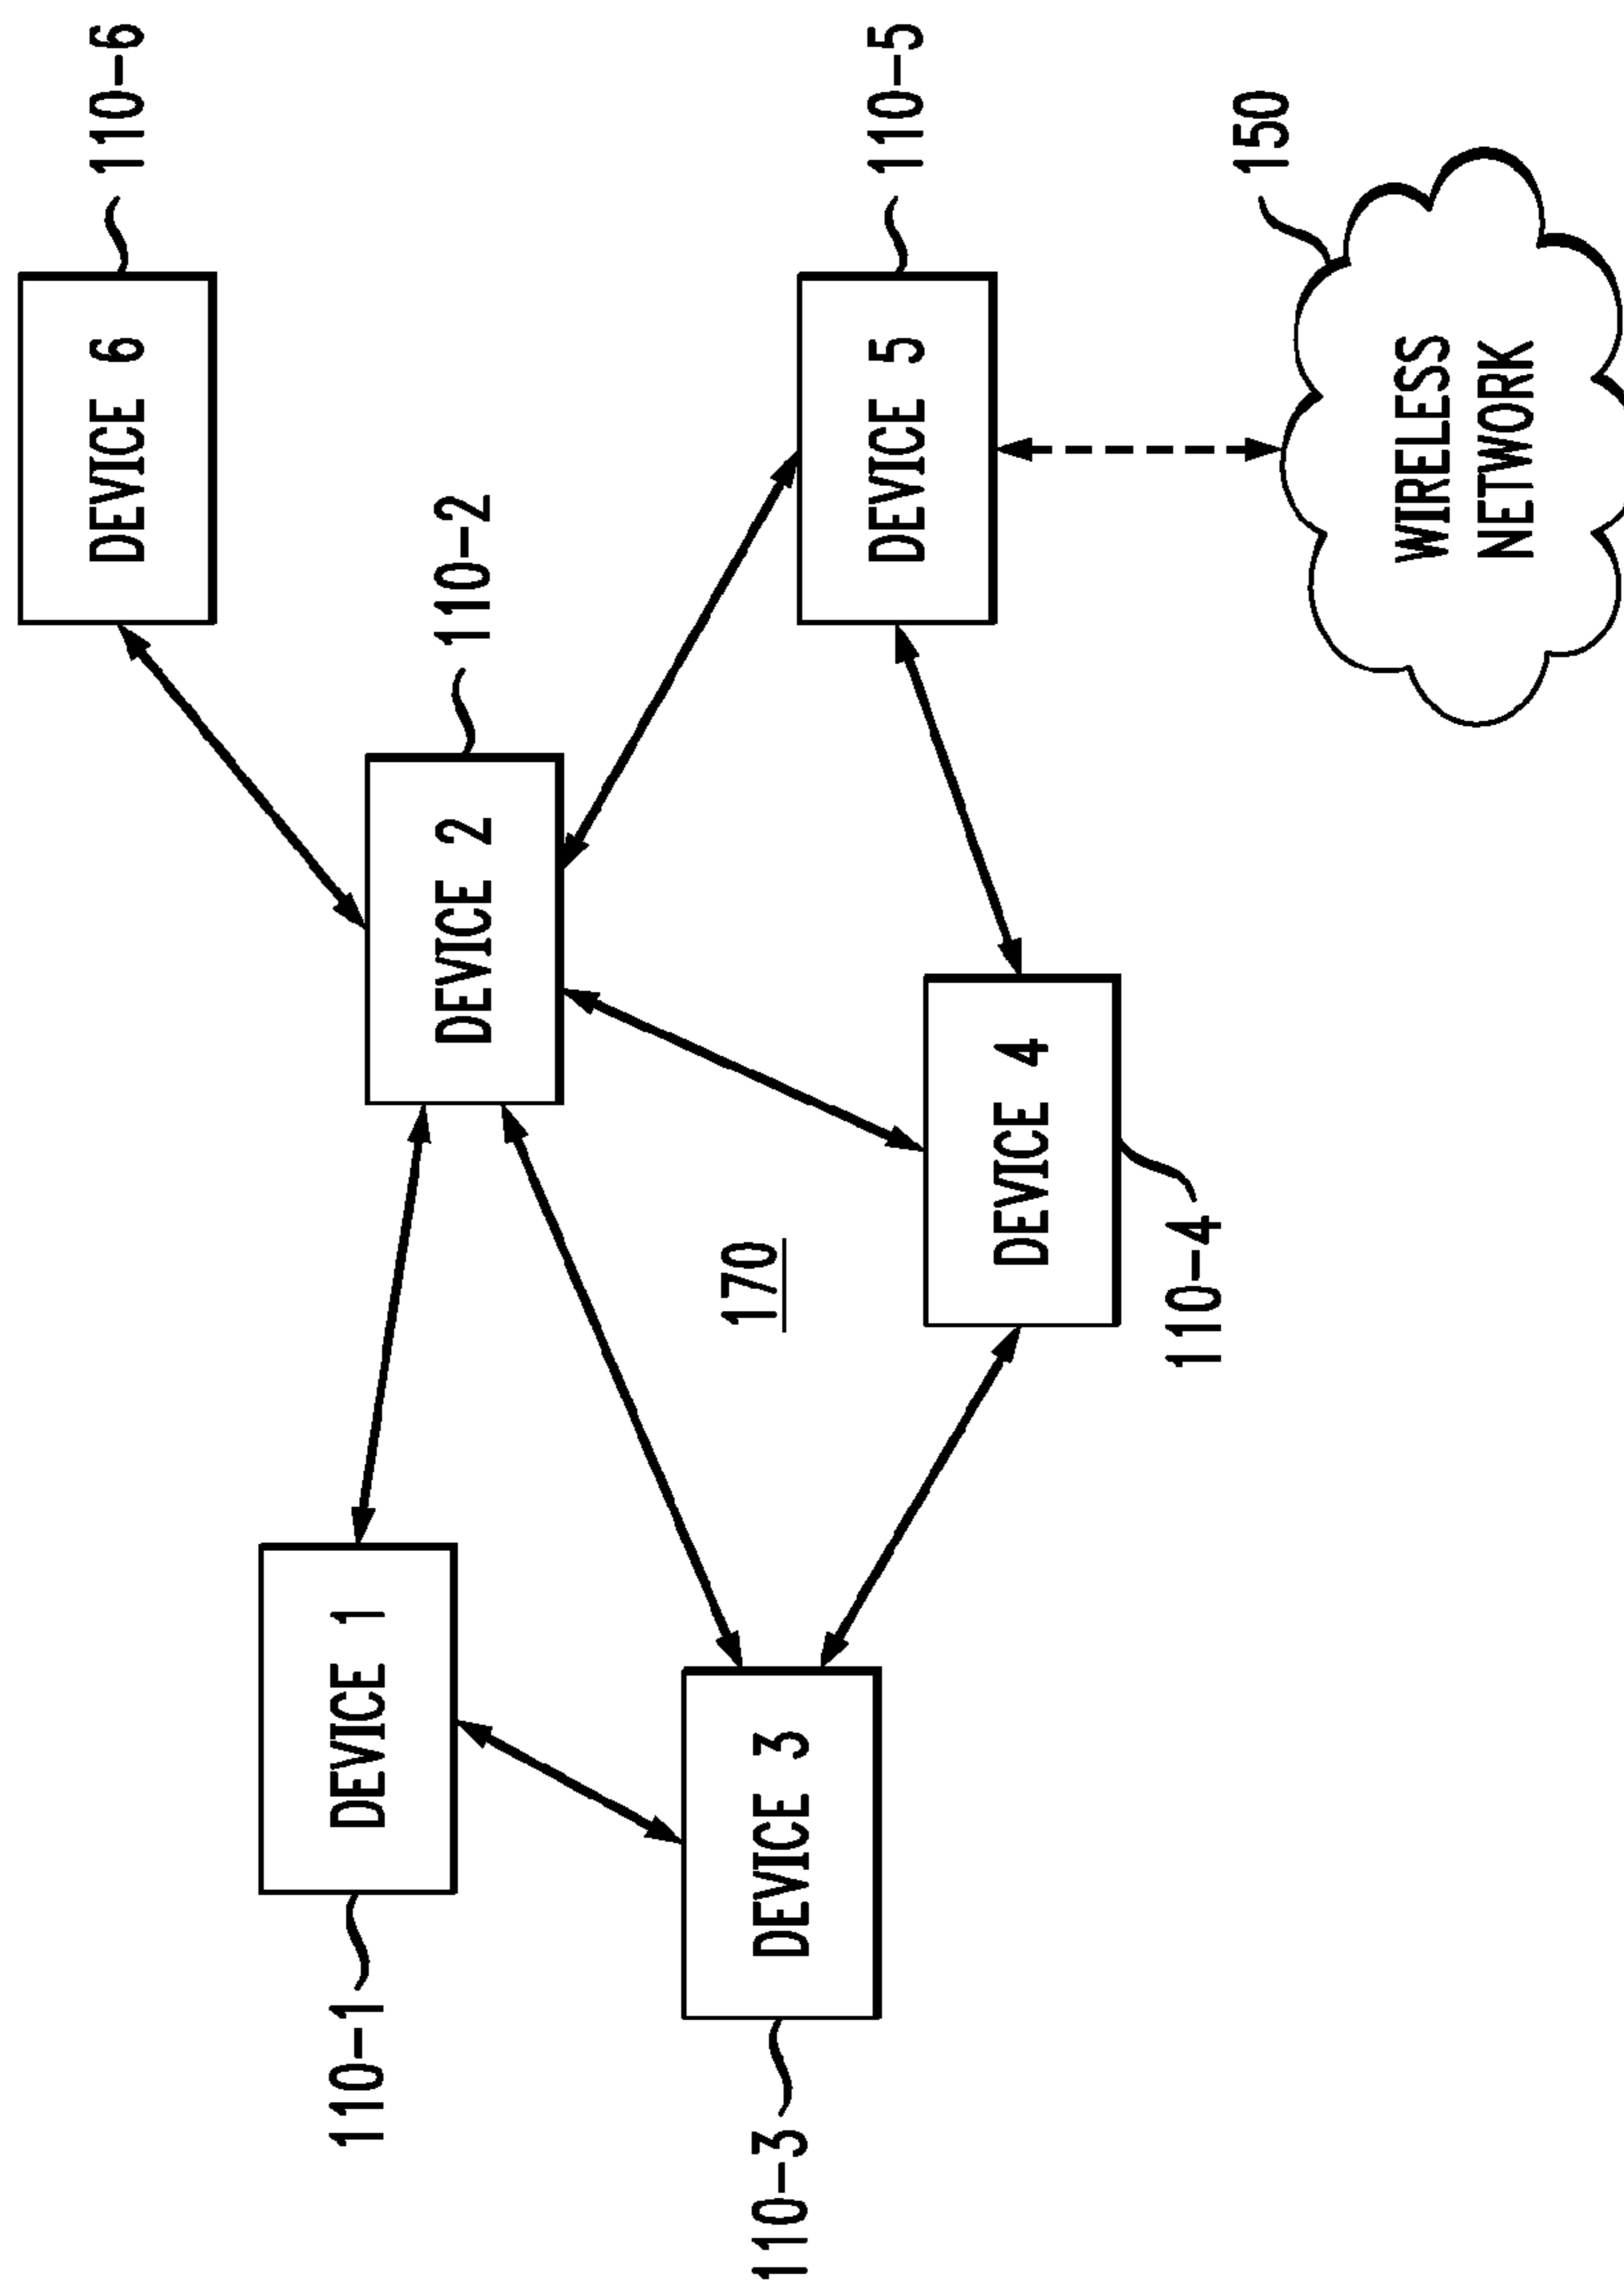 110-6
DEVICE 6
110-2
DEVICE 2
110-1
DEVICE 1
110-5
DEVICE 5
170
110-3
DEVICE 3
DEVICE 4
110-4
150
WIRELESS
NETWORK